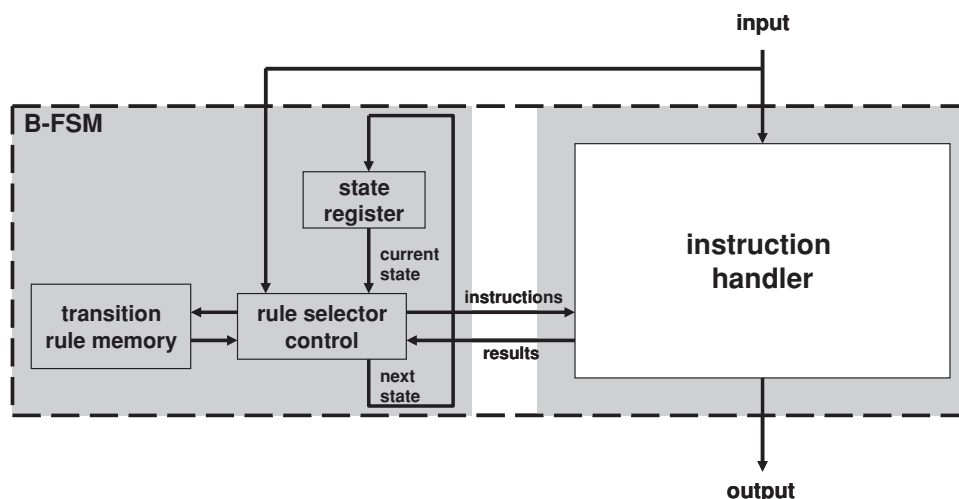 input
B-FSM
state
register
current
state
instruction
handler
transition
rule memory
rule selector
control
instructions
results
next
state
output